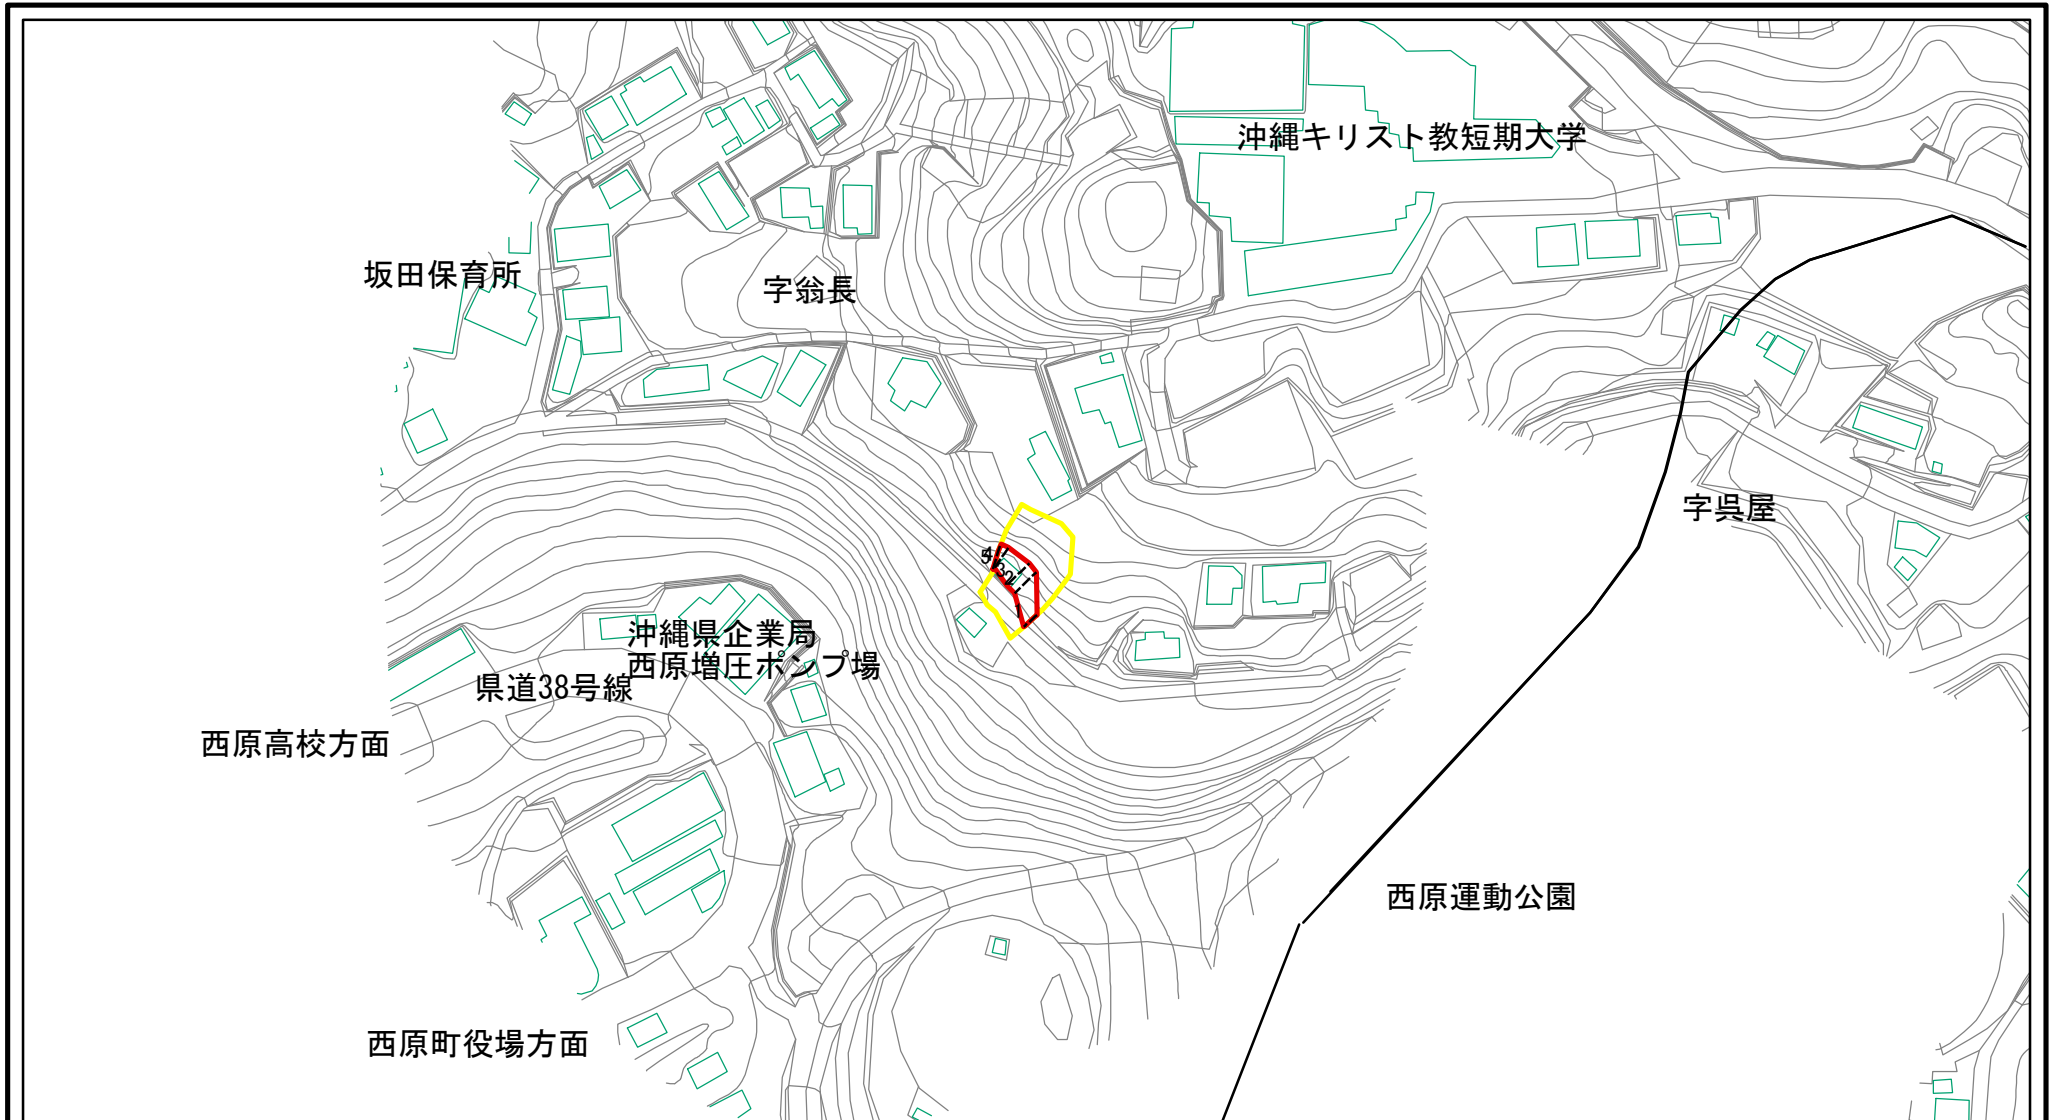 沖縄キリスト教短期大学
坂田保育所
字翁長
字呉屋
沖縄県企業局
西原増圧ポンプ場
県道38号線
西原高校方面
西原運動公園
西原町役場方面